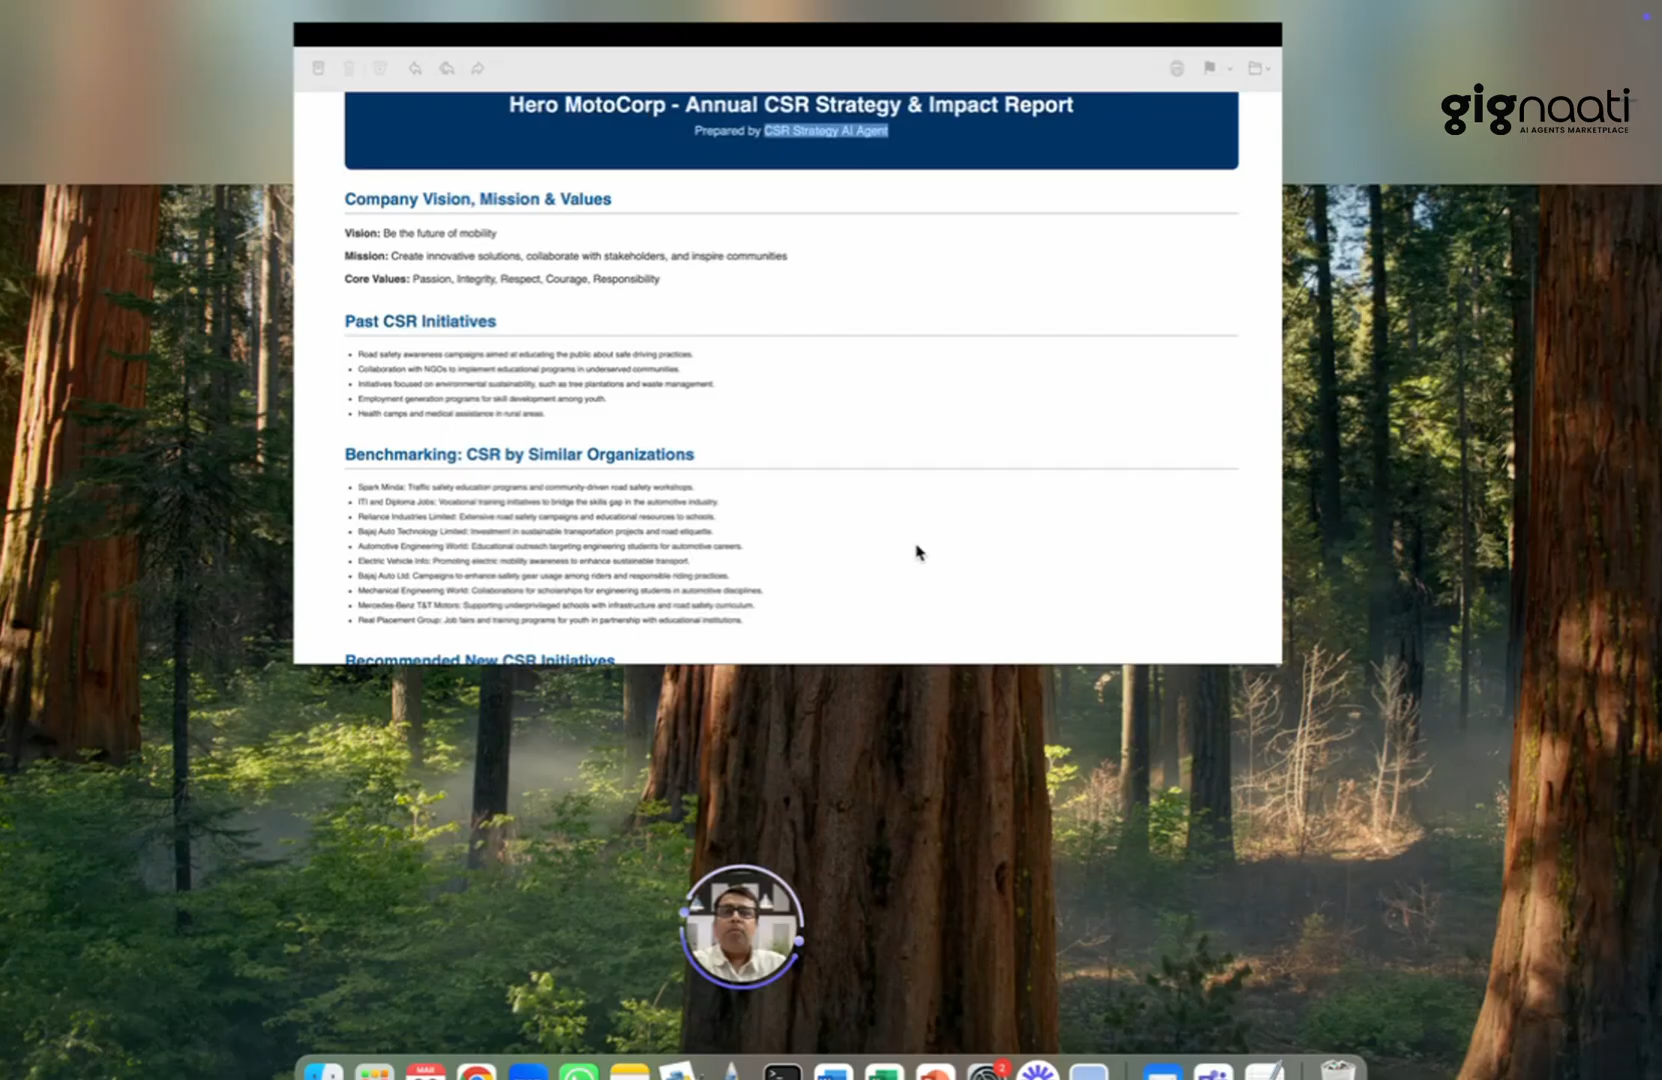 gignaati
AI AGENTS MARKETPLACE
Hero MotoCorp - Annual CSR Strategy & Impact Report
Prepared by CSR Strategy AI Agent
Company Vision, Mission & Values
Vision: Be the future of mobility
Mission: Create innovative solutions, collaborate with stakeholders, and inspire communities
Core Values: Passion, Integrity, Respect, Courage, Responsibility
Past CSR Initiatives
• Road safety awareness campaigns aimed at educating the public about safe driving practices.
• Collaboration with NGOs to implement educational programs in underserved communities.
• Initiatives focused on environmental sustainability, such as tree plantations and waste management.
• Employment generation programs for skill development among youth.
• Health camps and medical assistance in rural areas.
Benchmarking: CSR by Similar Organizations
• Spark Minda: Traffic safety education programs and community-driven road safety workshops.
• ITI and Diploma Jobs: Vocational training initiatives to bridge the skills gap in the automotive industry.
• Reliance Industries Limited: Extensive road safety campaigns and educational resources to schools.
• Bajaj Auto Technology Limited: Investment in sustainable transportation projects and road etiquette.
• Automotive Engineering World: Educational outreach targeting engineering students for automotive careers.
• Electric Vehicle Info: Promoting electric mobility awareness to enhance sustainable transport.
• Bajaj Auto Ltd: Campaigns to enhance safety gear usage among riders and responsible riding practices.
• Mechanical Engineering World: Collaborations for scholarships for engineering students in automotive disciplines.
• Mercedes-Benz T&T Motors: Supporting underprivileged schools with infrastructure and road safety curriculum.
• Real Placement Group: Job fairs and training programs for youth in partnership with educational institutions.
Recommended New CSR Initiatives
MAR
2